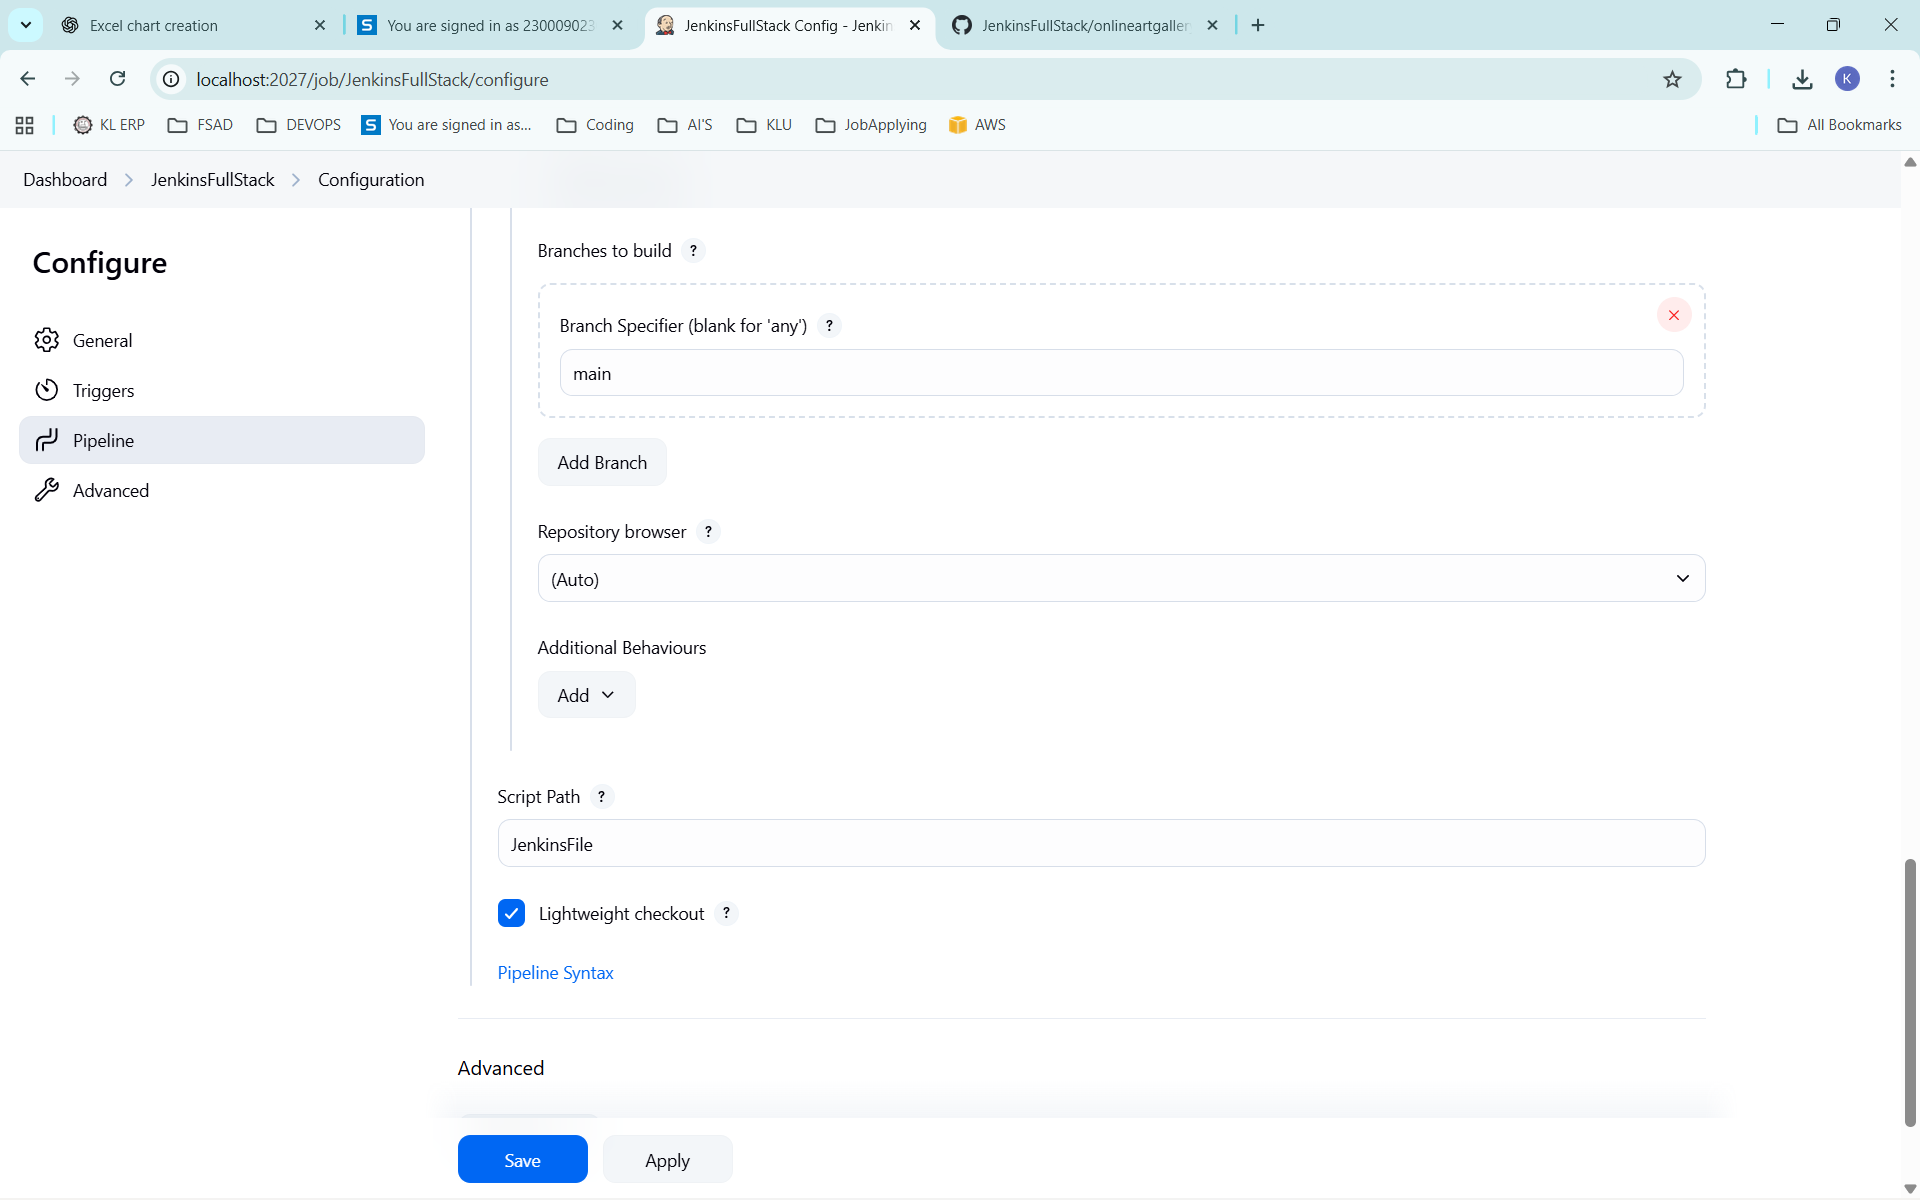 Excel chart creation
You are signed in as 230009023
JenkinsFullStack Config - Jenkin
JenkinsFullStack/onlineartgaller
localhost:2027/job/JenkinsFullStack/configure
K
KL ERP
FSAD
DEVOPS
S You are signed in as...
Coding
AI'S
KLU
JobApplying
AWS
All Bookmarks
Dashboard > JenkinsFullStack > Configuration
Configure
General
Triggers
Pipeline
Advanced
Branches to build ?
Branch Specifier (blank for 'any') ?
main
Add Branch
Repository browser ?
(Auto)
Additional Behaviours
Add
Script Path ?
JenkinsFile
Lightweight checkout ?
Pipeline Syntax
Advanced
Save
Apply